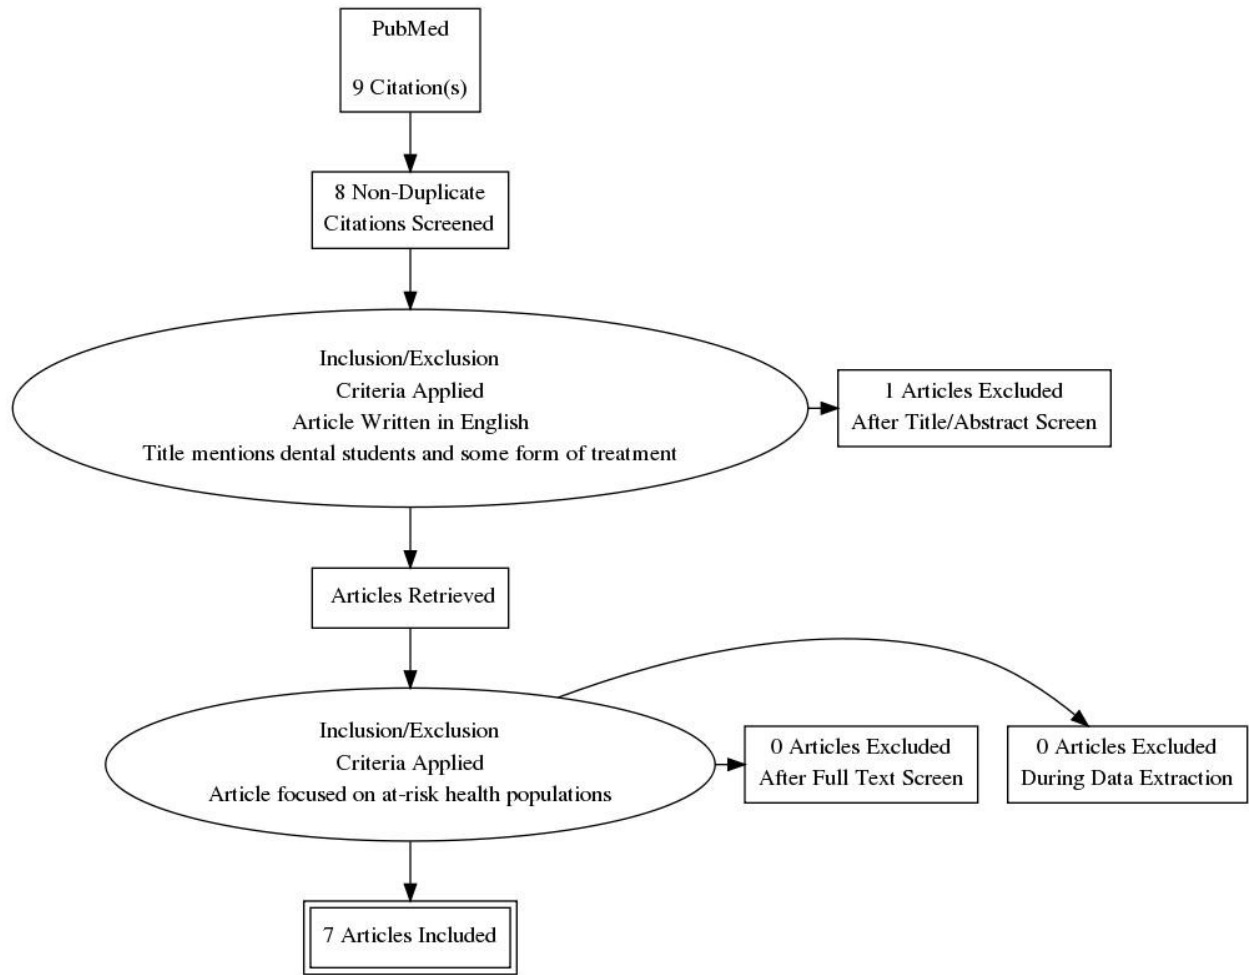 PubMed
9 Citation(s)
8 Non-Duplicate
Citations Screened
Inclusion/Exclusion
Criteria Applied
Article Written in English
Title mentions dental students and some form of treatment
1 Articles Excluded
After Title/Abstract Screen
Articles Retrieved
Inclusion/Exclusion
Criteria Applied
Article focused on at-risk health populations
0 Articles Excluded
After Full Text Screen
0 Articles Excluded
During Data Extraction
7 Articles Included